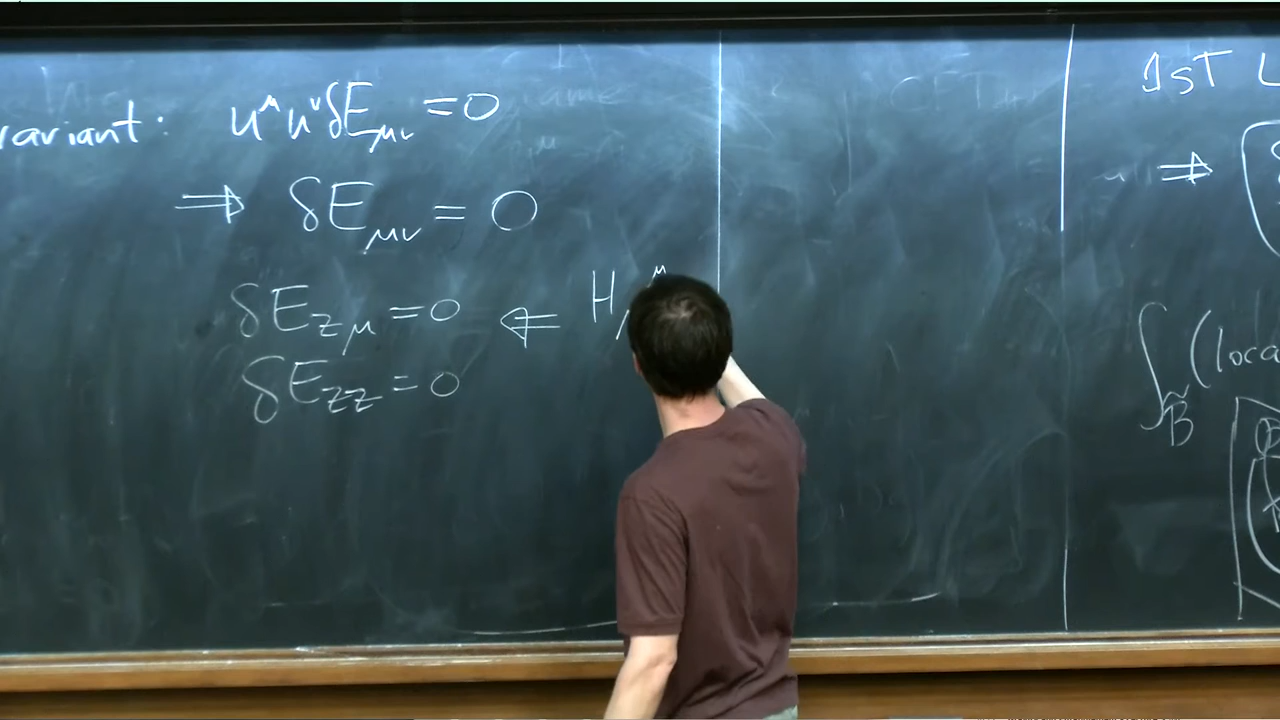 variant: u^μ u^ν δE_μν = 0
⇒ δE_μν = 0
δE_zμ = 0 ⇐ H μ
δE_zz = 0
1ST L
⇒
∫_B̃ (loca